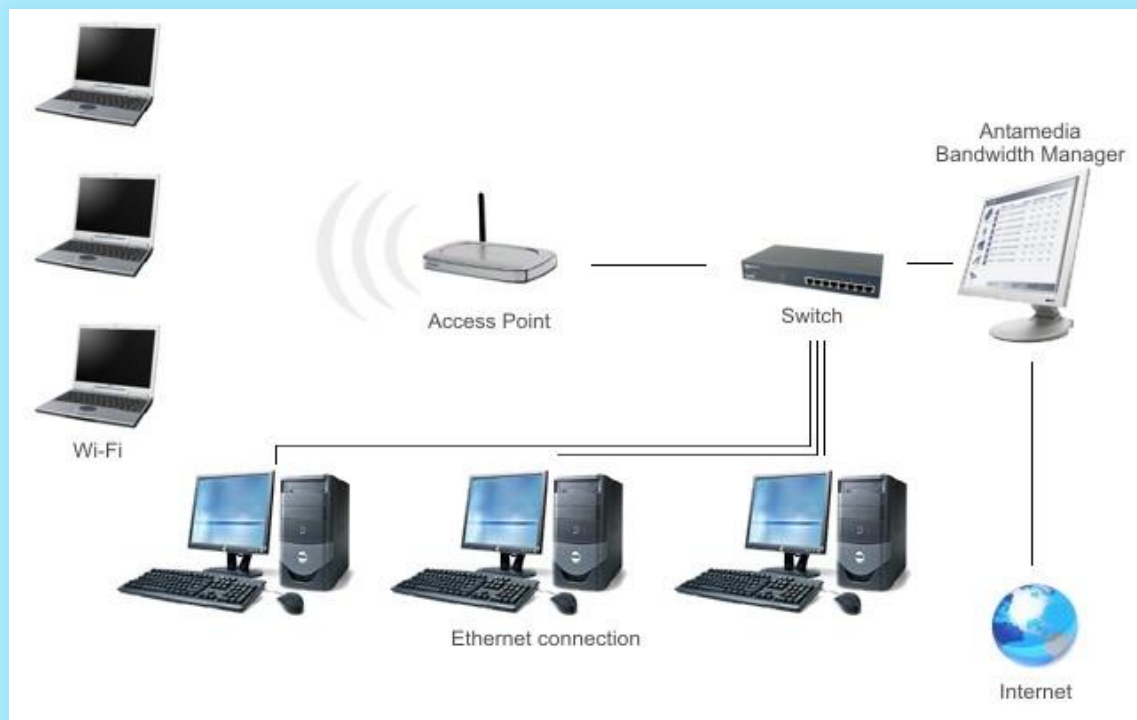 Antamedia
Bandwidth Manager
Access Point
Switch
Wi-Fi
Ethernet connection
Internet